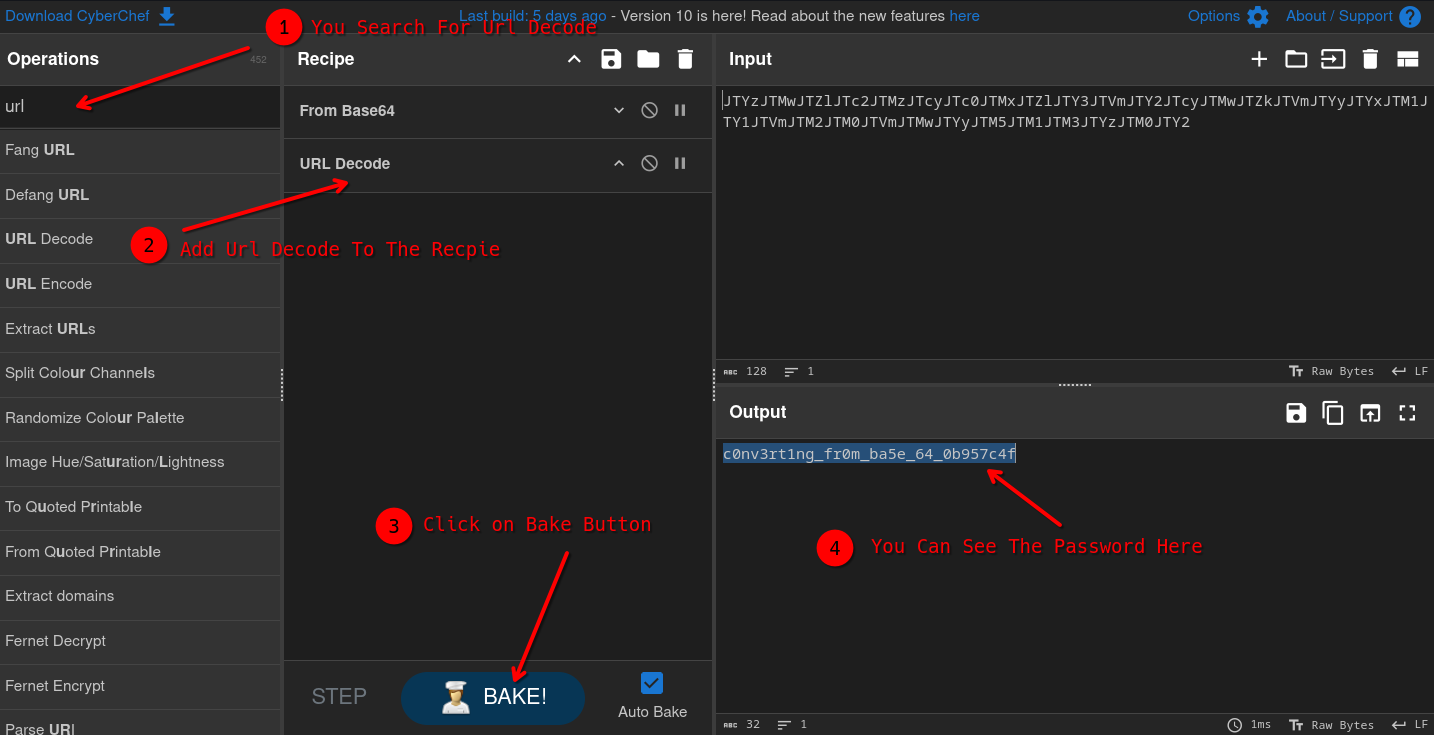 Download CyberChef
Last build: 5 days ago - Version 10 is here! Read about the new features here
Options
About / Support
1 You Search For Url Decode
Operations
452
url
Fang URL
Defang URL
URL Decode
URL Encode
Extract URLs
Split Colour Channels
Randomize Colour Palette
Image Hue/Saturation/Lightness
To Quoted Printable
From Quoted Printable
Extract domains
Fernet Decrypt
Fernet Encrypt
Parse URI
Recipe
From Base64
URL Decode
2 Add Url Decode To The Recpie
3 Click on Bake Button
STEP
BAKE!
Auto Bake
Input
JTYzJTMwJTZlJTc2JTMzJTcyJTc0JTMxJTZlJTY3JTVmJTY2JTcyJTMwJTZkJTVmJTYyJTYxJTM1J
TY1JTVmJTM2JTM0JTVmJTMwJTYyJTM5JTM1JTM3JTYzJTM0JTY2
ABC 128
1
Raw Bytes
LF
Output
c0nv3rt1ng_fr0m_ba5e_64_0b957c4f
4 You Can See The Password Here
ABC 32
1
1ms
Raw Bytes
LF